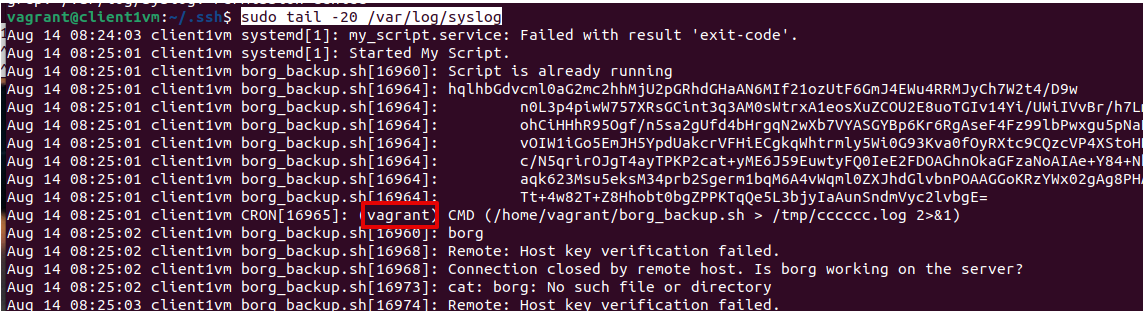 vagrant@client1vm:~/.ssh$ sudo tail -20 /var/log/syslog
Aug 14 08:24:03 client1vm systemd[1]: my_script.service: Failed with result 'exit-code'.
Aug 14 08:25:01 client1vm systemd[1]: Started My Script.
Aug 14 08:25:01 client1vm borg_backup.sh[16960]: Script is already running
Aug 14 08:25:01 client1vm borg_backup.sh[16964]: hqlhbGdvcml0aG2mc2hhMjU2pGRhdGHaAN6MIf21ozUtF6GmJ4EWu4RRMJyCh7W2t4/D9w
Aug 14 08:25:01 client1vm borg_backup.sh[16964]: n0L3p4piwW757XRsGCint3q3AM0sWtrxA1eosXuZCOU2E8uoTGIv14Yi/UWiIVvBr/h7L
Aug 14 08:25:01 client1vm borg_backup.sh[16964]: ohCiHHhR95Ogf/n5sa2gUfd4bHrgqN2wXb7VYASGYBp6Kr6RgAseF4Fz99lbPwxgu5pNa
Aug 14 08:25:01 client1vm borg_backup.sh[16964]: vOIW1iGo5EmJH5YpdUakcrVFHiECgkqWhtrmly5Wi0G93Kva0fOyRXtc9CQzcVP4XStoH
Aug 14 08:25:01 client1vm borg_backup.sh[16964]: c/N5qrirOJgT4ayTPKP2cat+yME6J59EuwtyFQ0IeE2FDOAGhnOkaGFzaNoAIAe+Y84+N
Aug 14 08:25:01 client1vm borg_backup.sh[16964]: aqk623Msu5eksM34prb2Sgerm1bqM6A4vWqml0ZXJhdGlvbnPOAAGGoKRzYWx02gAg8PH
Aug 14 08:25:01 client1vm borg_backup.sh[16964]: Tt+4w82T+Z8Hhobt0bgZPPKTqQe5L3bjyIaAunSndmVyc2lvbgE=
Aug 14 08:25:01 client1vm CRON[16965]: (vagrant) CMD (/home/vagrant/borg_backup.sh > /tmp/cccccc.log 2>&1)
Aug 14 08:25:02 client1vm borg_backup.sh[16960]: borg
Aug 14 08:25:02 client1vm borg_backup.sh[16968]: Remote: Host key verification failed.
Aug 14 08:25:02 client1vm borg_backup.sh[16968]: Connection closed by remote host. Is borg working on the server?
Aug 14 08:25:02 client1vm borg_backup.sh[16973]: cat: borg: No such file or directory
Aug 14 08:25:03 client1vm borg_backup.sh[16974]: Remote: Host key verification failed.